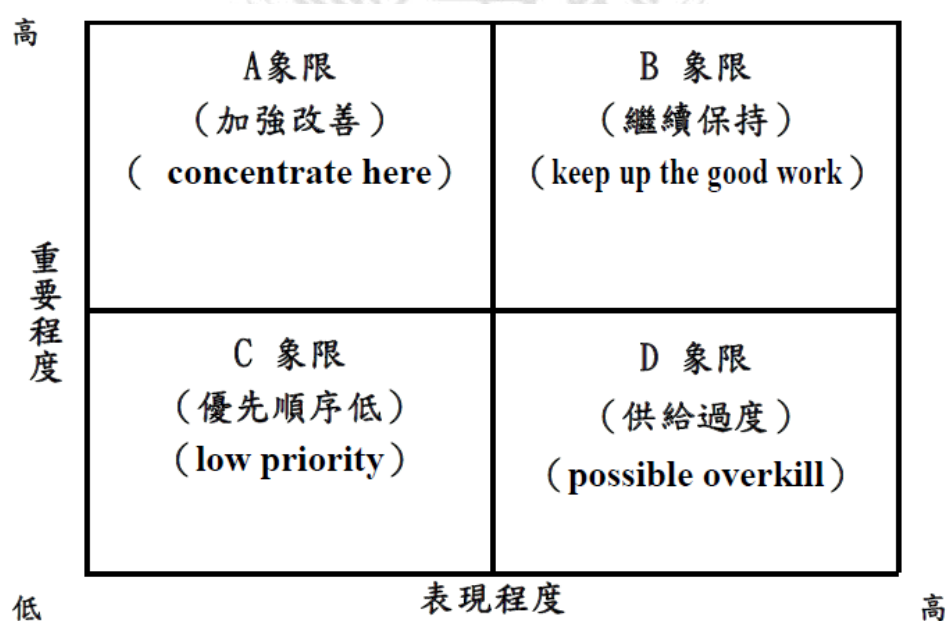 高
A象限
(加強改善)
( concentrate here)
B 象限
(繼續保持)
(keep up the good work)
重要程度
C 象限
(優先順序低)
(low priority)
D 象限
(供給過度)
(possible overkill)
低
表現程度
高